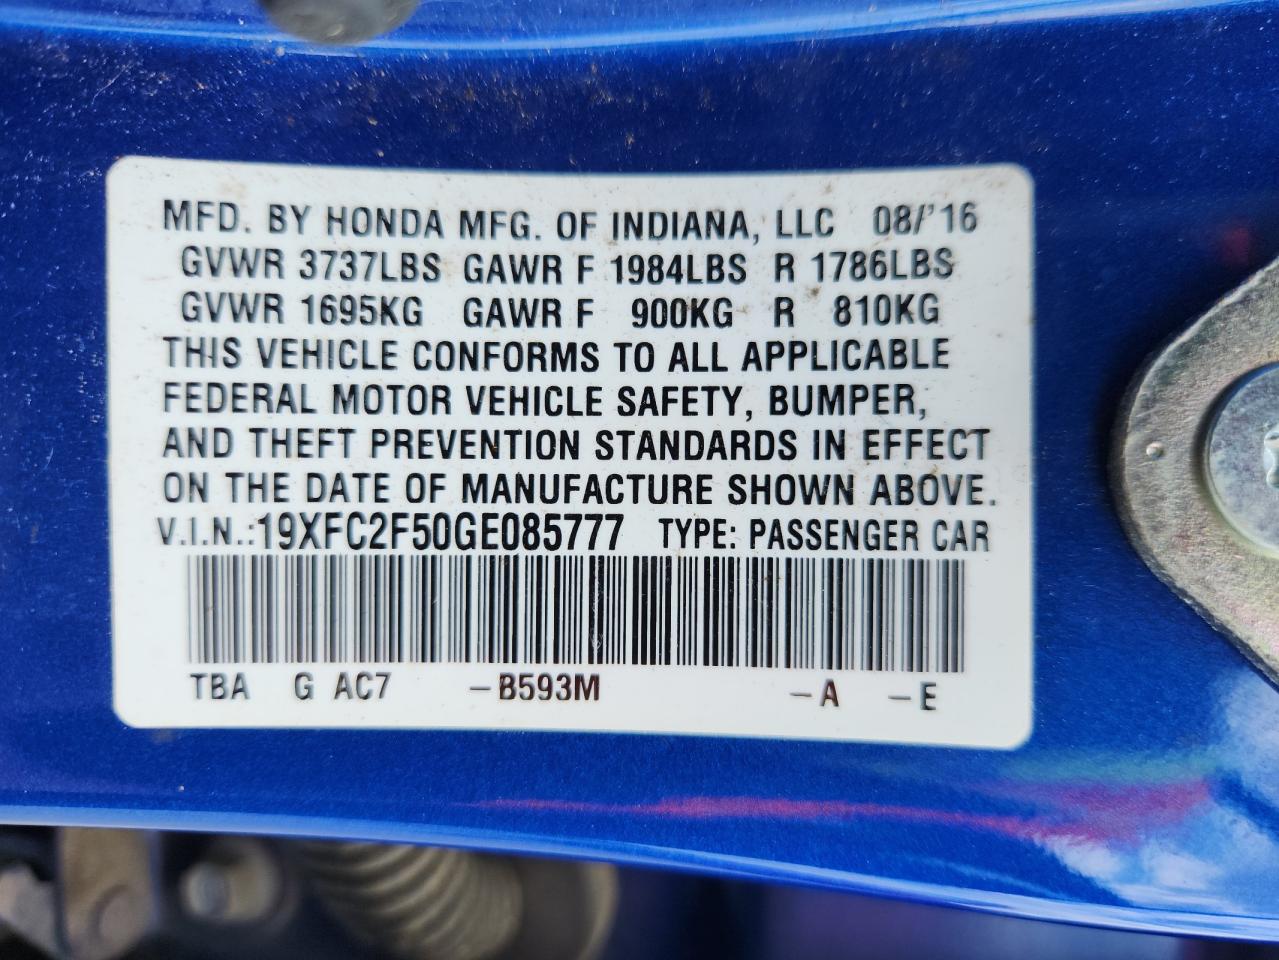 MFD. BY HONDA MFG. OF INDIANA, LLC 08/'16
GVWR 3737LBS GAWR F 1984LBS R 1786LBS
GVWR 1695KG GAWR F 900KG R 810KG
THIS VEHICLE CONFORMS TO ALL APPLICABLE
FEDERAL MOTOR VEHICLE SAFETY, BUMPER,
AND THEFT PREVENTION STANDARDS IN EFFECT
ON THE DATE OF MANUFACTURE SHOWN ABOVE.
V.I.N.:19XFC2F50GE085777 TYPE: PASSENGER CAR
TBA G AC7 -B593M -A -E